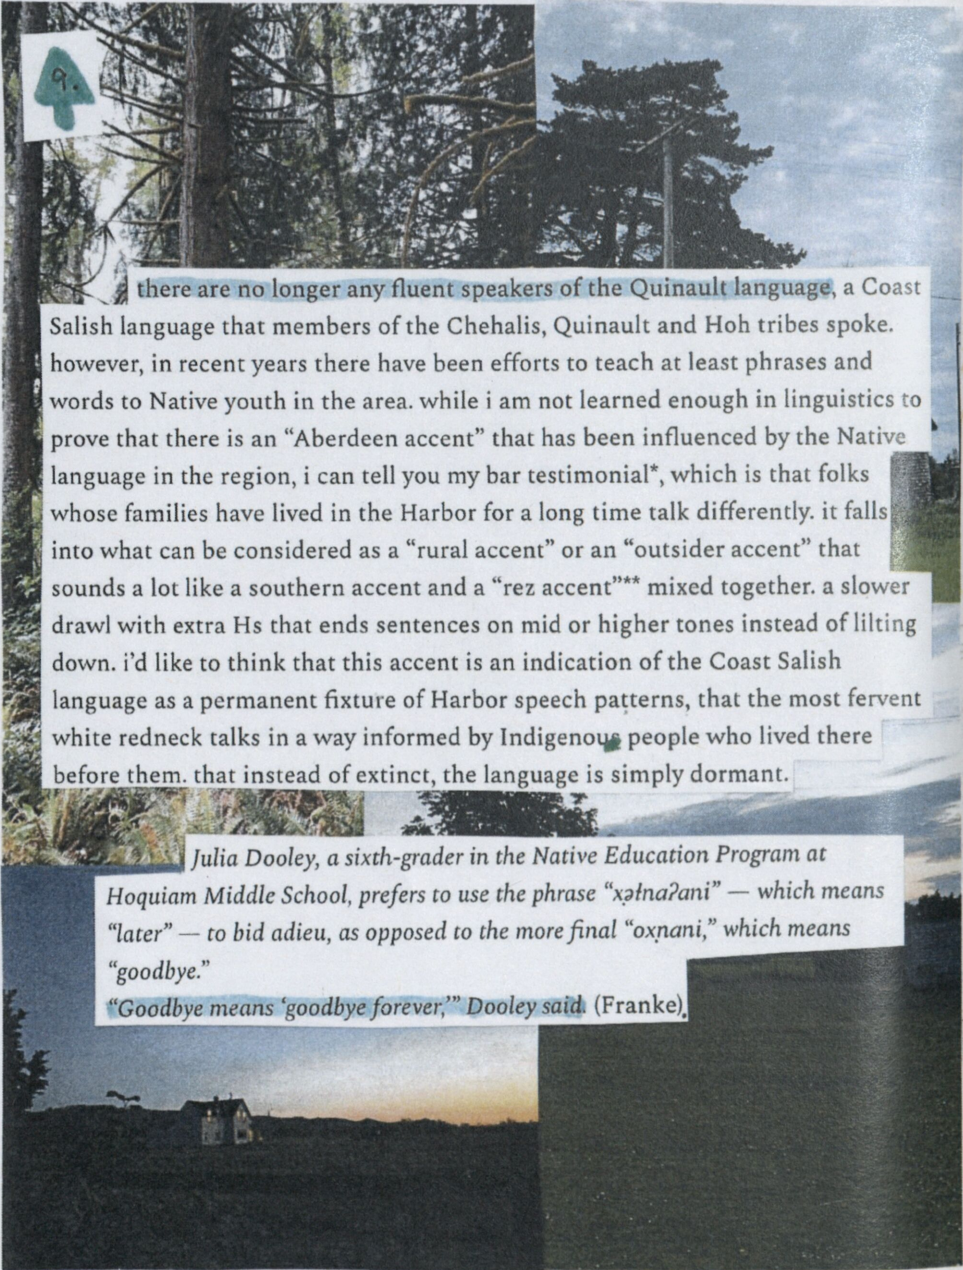 9.
there are no longer any fluent speakers of the Quinault language, a Coast
Salish language that members of the Chehalis, Quinault and Hoh tribes spoke.
however, in recent years there have been efforts to teach at least phrases and
words to Native youth in the area. while i am not learned enough in linguistics to
prove that there is an “Aberdeen accent” that has been influenced by the Native
language in the region, i can tell you my bar testimonial*, which is that folks
whose families have lived in the Harbor for a long time talk differently. it falls
into what can be considered as a “rural accent” or an “outsider accent” that
sounds a lot like a southern accent and a “rez accent”** mixed together. a slower
drawl with extra Hs that ends sentences on mid or higher tones instead of lilting
down. i’d like to think that this accent is an indication of the Coast Salish
language as a permanent fixture of Harbor speech patterns, that the most fervent
white redneck talks in a way informed by Indigenous people who lived there
before them. that instead of extinct, the language is simply dormant.
Julia Dooley, a sixth-grader in the Native Education Program at
Hoquiam Middle School, prefers to use the phrase “x̣əłnaʔani” — which means
“later” — to bid adieu, as opposed to the more final “oxṇani,” which means
“goodbye.”
“Goodbye means ‘goodbye forever,’” Dooley said. (Franke).